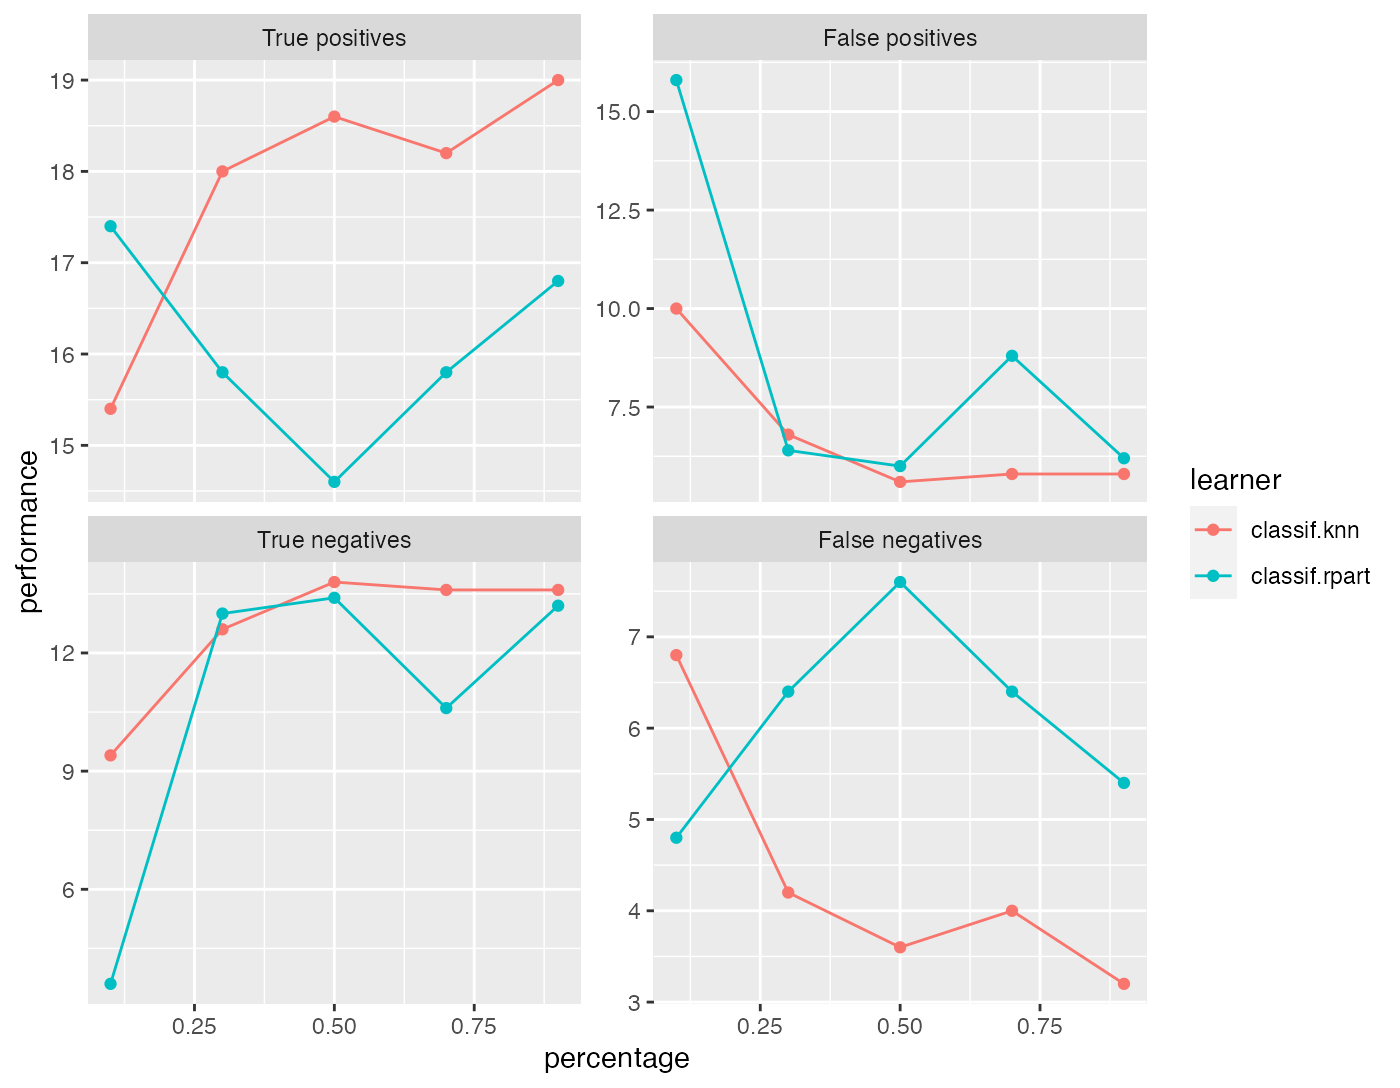 True positives
False positives
19
18
17
16
15
15.0
12.5
10.0
7.5
performance
True negatives
False negatives
12
9
6
7
6
5
4
3
0.25 0.50 0.75
0.25 0.50 0.75
percentage
learner
classif.knn
classif.rpart